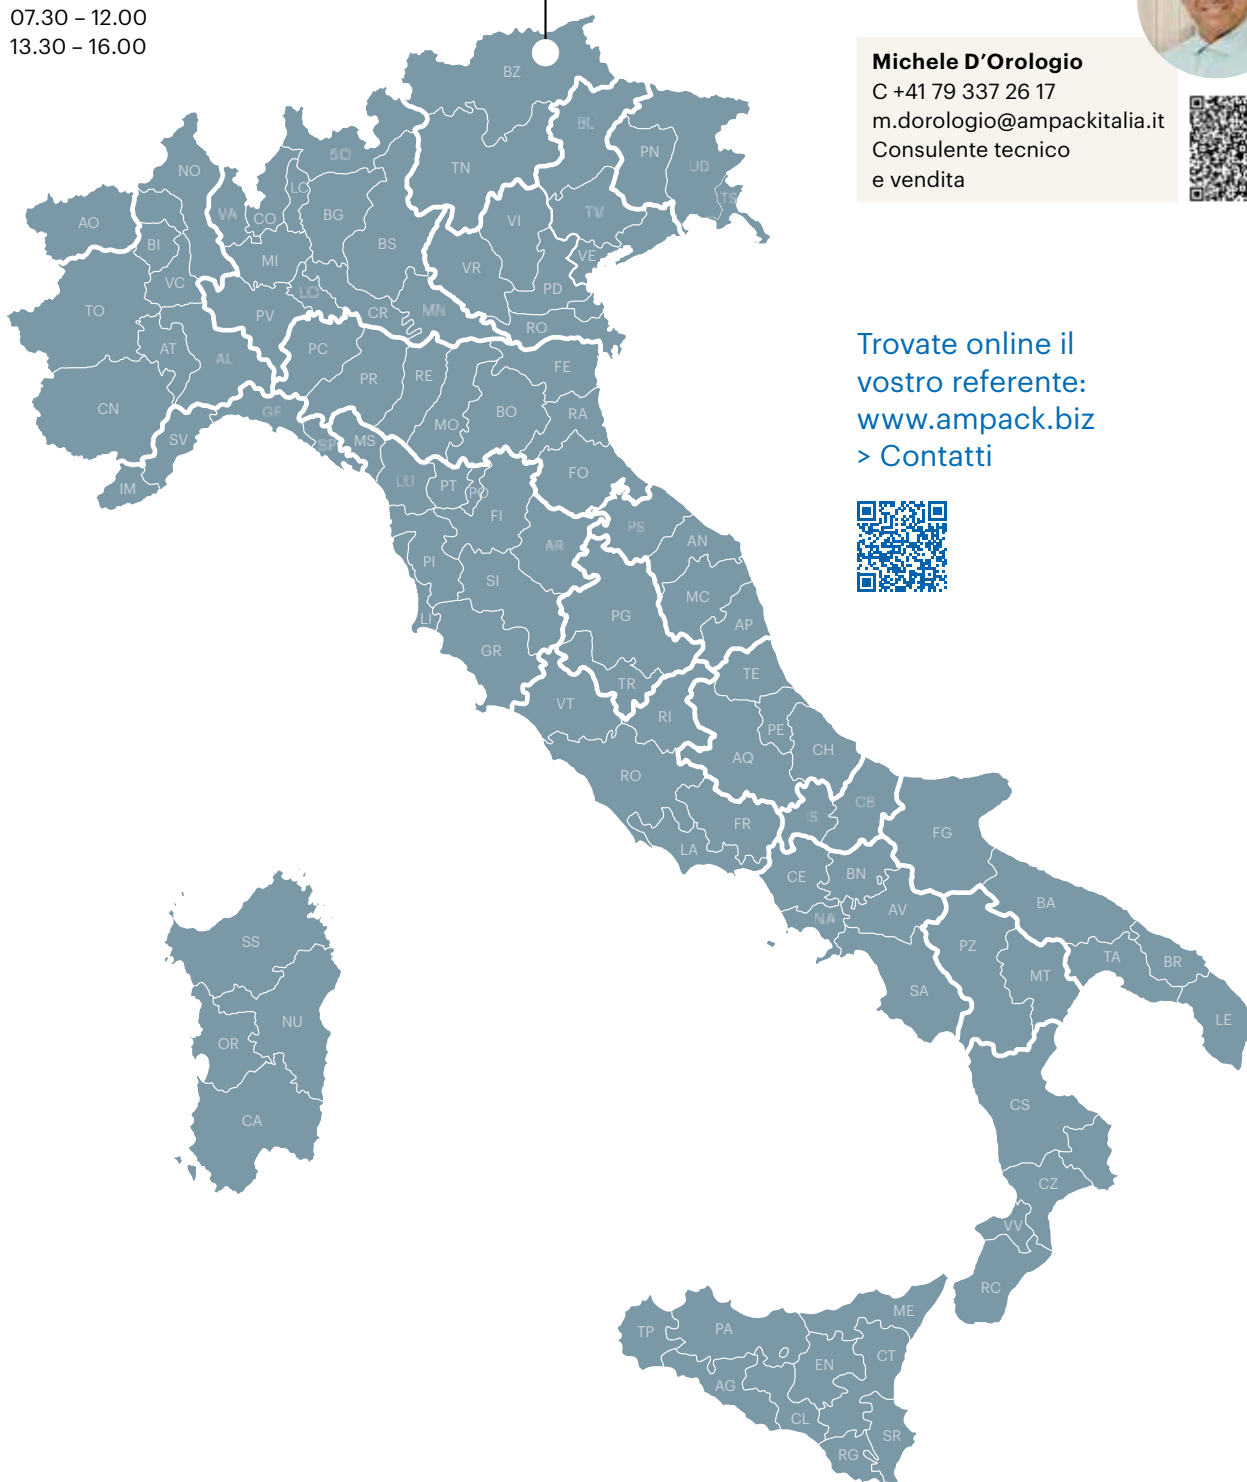 07.30 – 12.00
13.30 – 16.00
Michele D’Orologio
C +41 79 337 26 17
m.dorologio@ampackitalia.it
Consulente tecnico
e vendita
Trovate online il
vostro referente:
www.ampack.biz
> Contatti
BZ
BL
SO
PN
UD
NO
TN
LC
TS
VA
CO
BG
TV
VI
AO
BI
BS
MI
VE
VR
VC
PD
LO
TO
PV
CR
MN
RO
AT
AL
PC
PR
RE
FE
CN
GE
BO
RA
MO
SV
SP
MS
FO
IM
LU
PT
PO
FI
PS
AR
AN
PI
SI
MC
LI
PG
AP
GR
TR
TE
VT
RI
PE
CH
AQ
RO
CB
IS
FR
FG
LA
CE
BN
BA
NA
AV
SS
PZ
TA
BR
MT
SA
NU
LE
OR
CA
CS
CZ
VV
RC
ME
TP
PA
CT
EN
AG
CL
SR
RG